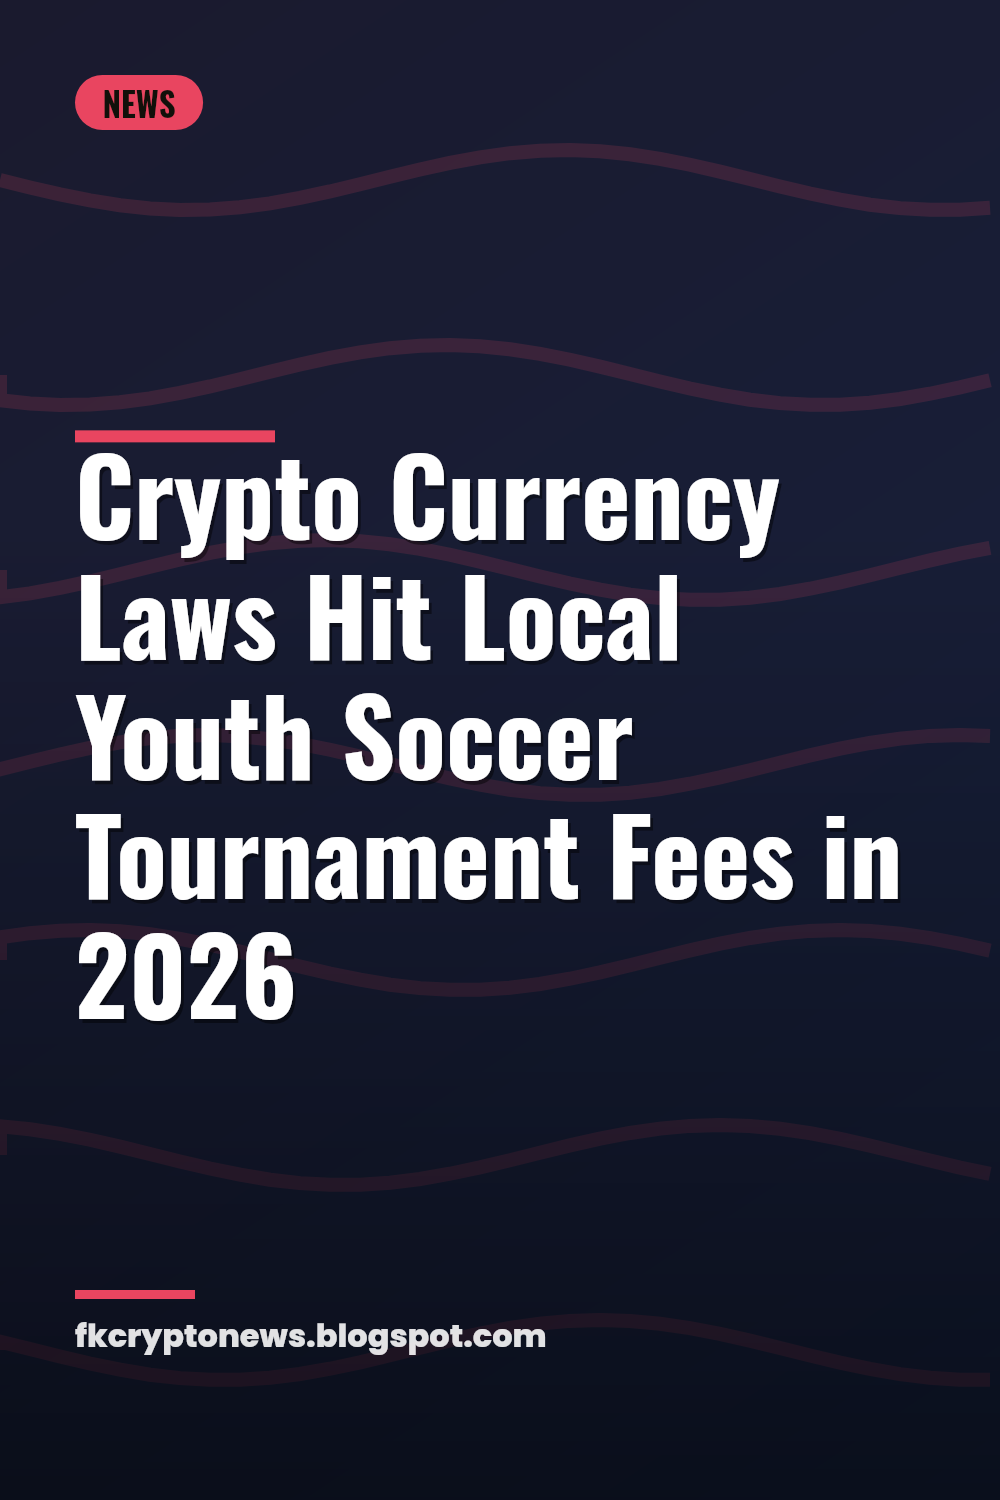 NEWS
Crypto Currency
Laws Hit Local
Youth Soccer
Tournament Fees in
2026
fkcryptonews.blogspot.com